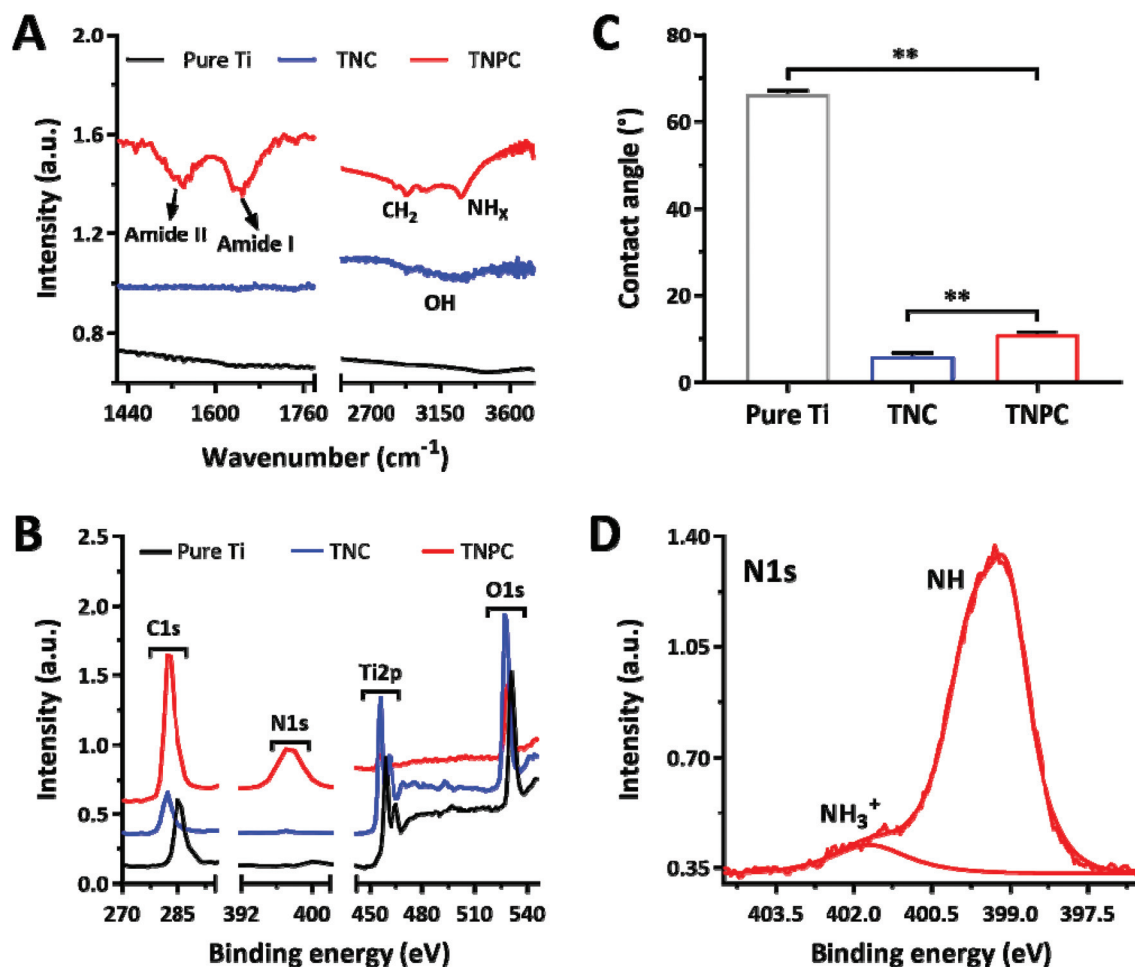 A
Pure Ti TNC TNPC
2.0
1.6
1.2
0.8
Intensity (a.u.)
Amide II
Amide I
CH2
NHX
OH
1440 1600 1760 2700 3150 3600
Wavenumber (cm-1)
C
80
60
40
20
0
Contact angle (°)
**
**
Pure Ti TNC TNPC
B
Pure Ti TNC TNPC
2.5
2.0
1.5
1.0
0.5
0.0
Intensity (a.u.)
C1s
N1s
Ti2p
O1s
270 285 392 400 450 480 510 540
Binding energy (eV)
D
N1s
1.40
1.05
0.70
0.35
Intensity (a.u.)
NH
NH3+
403.5 402.0 400.5 399.0 397.5
Binding energy (eV)